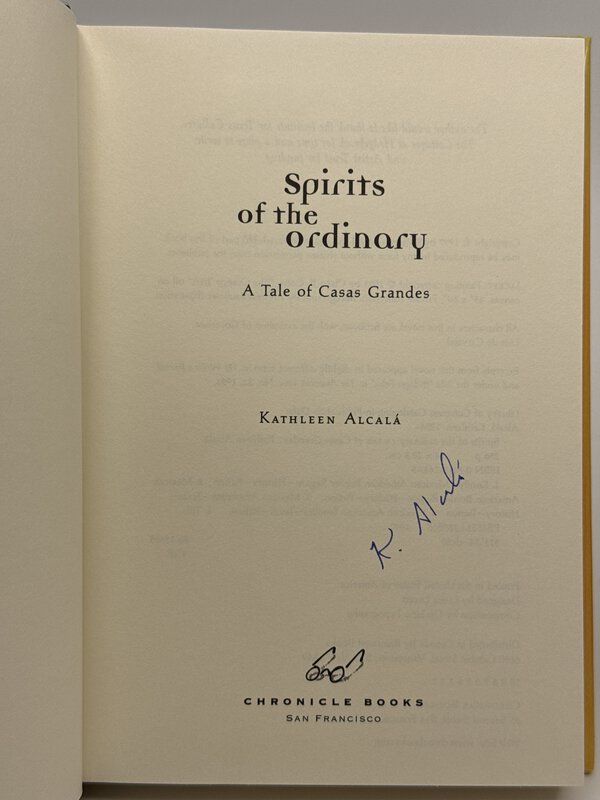 Spirits
of the
ordinary
A Tale of Casas Grandes
Kathleen Alcalá
K. Alcalá
CHRONICLE BOOKS
SAN FRANCISCO